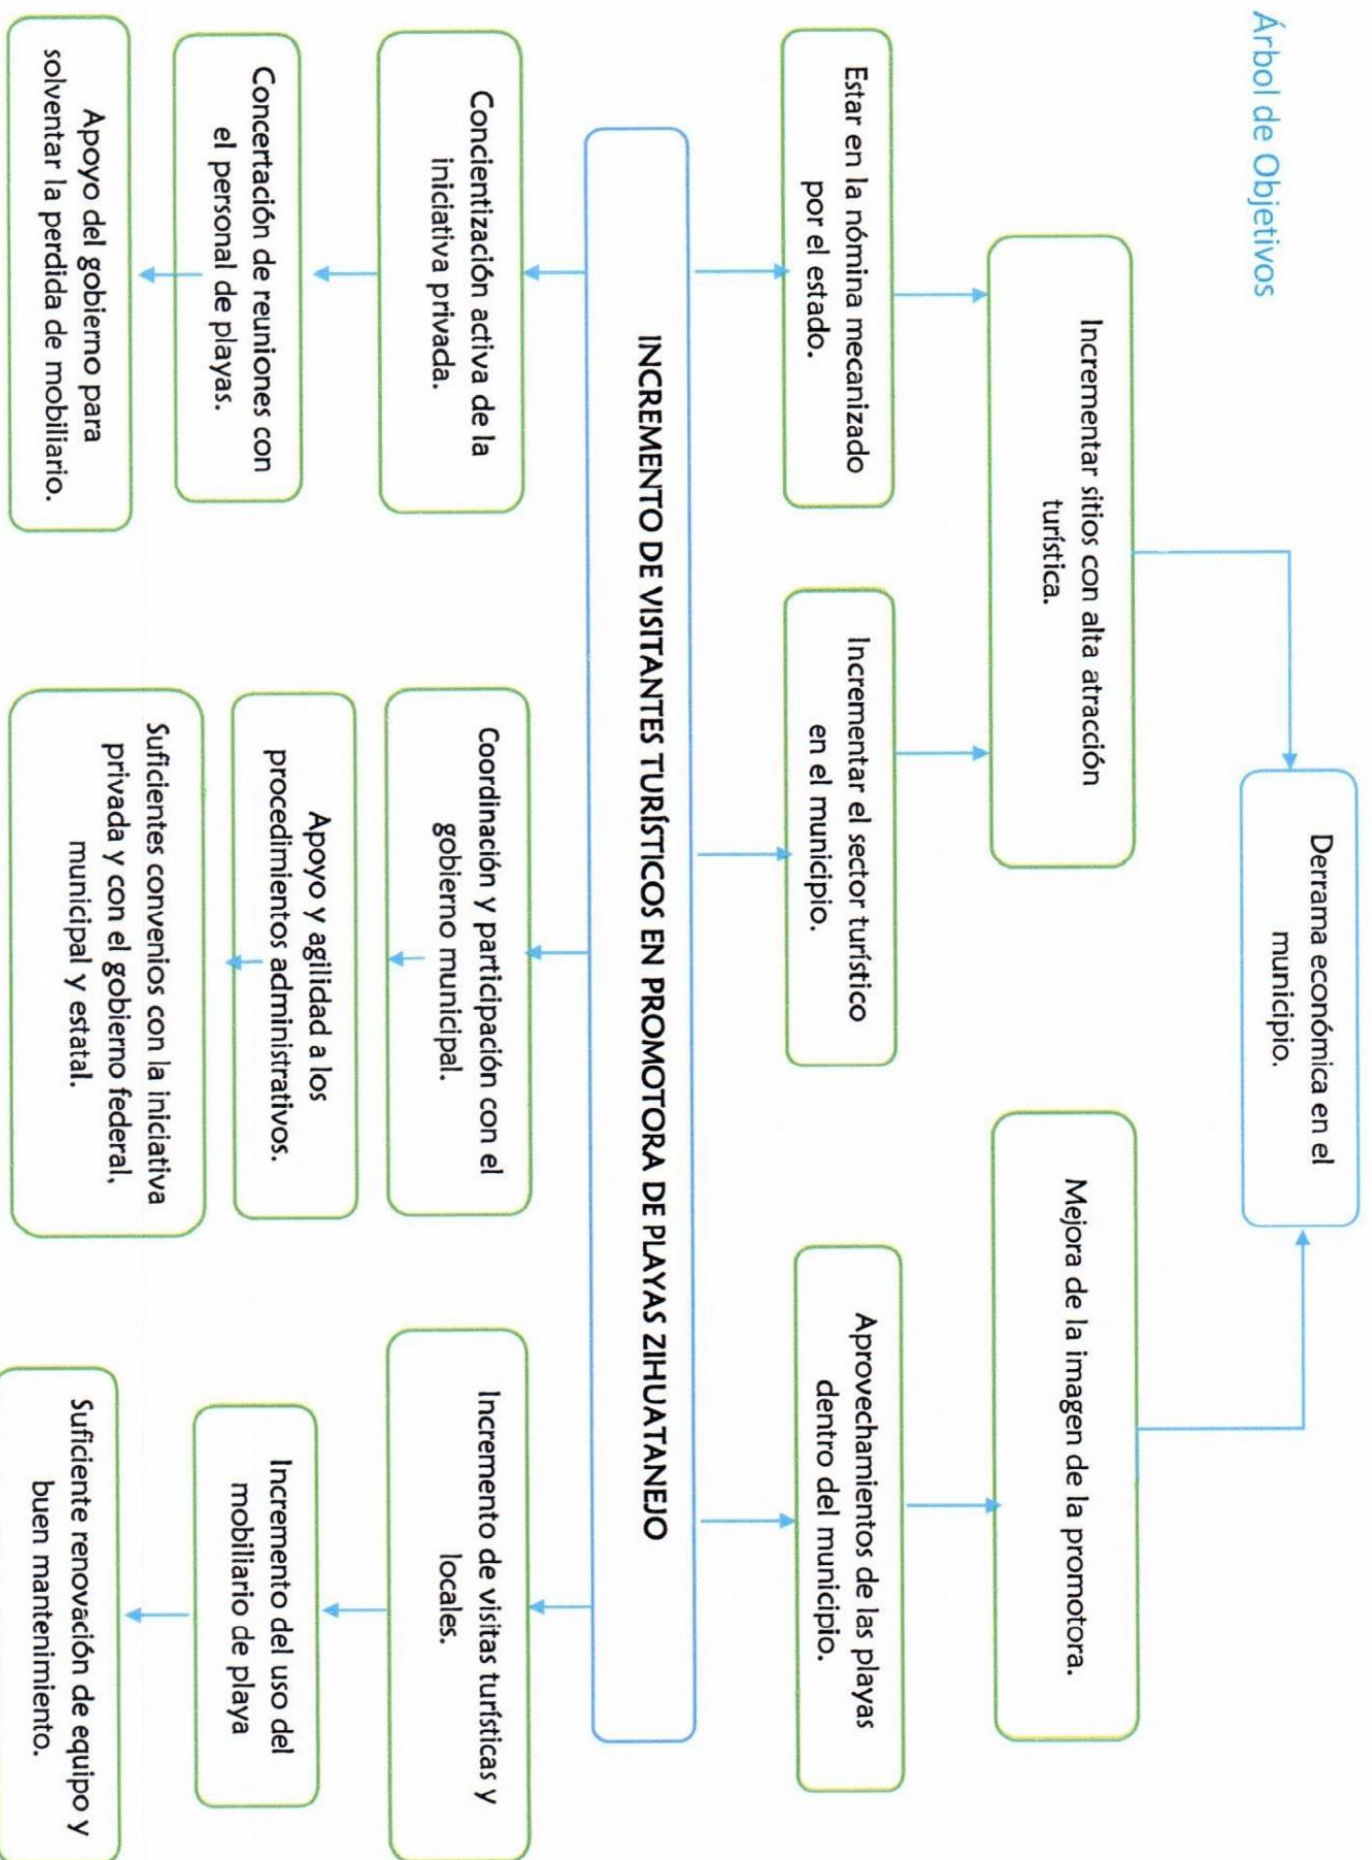 Árbol de Objetivos
Derrama económica en el
municipio.
Incrementar sitios con alta atracción
turística.
Mejora de la imagen de la promotora.
Estar en la nómina mecanizado
por el estado.
Incrementar el sector turístico
en el municipio.
Aprovechamientos de las playas
dentro del municipio.
INCREMENTO DE VISITANTES TURÍSTICOS EN PROMOTORA DE PLAYAS ZIHUATANEJO
Concientización activa de la
iniciativa privada.
Coordinación y participación con el
gobierno municipal.
Incremento de visitas turísticas y
locales.
Concertación de reuniones con
el personal de playas.
Apoyo y agilidad a los
procedimientos administrativos.
Incremento del uso del
mobiliario de playa
Apoyo del gobierno para
solventar la perdida de mobiliario.
Suficientes convenios con la iniciativa
privada y con el gobierno federal,
municipal y estatal.
Suficiente renovación de equipo y
buen mantenimiento.